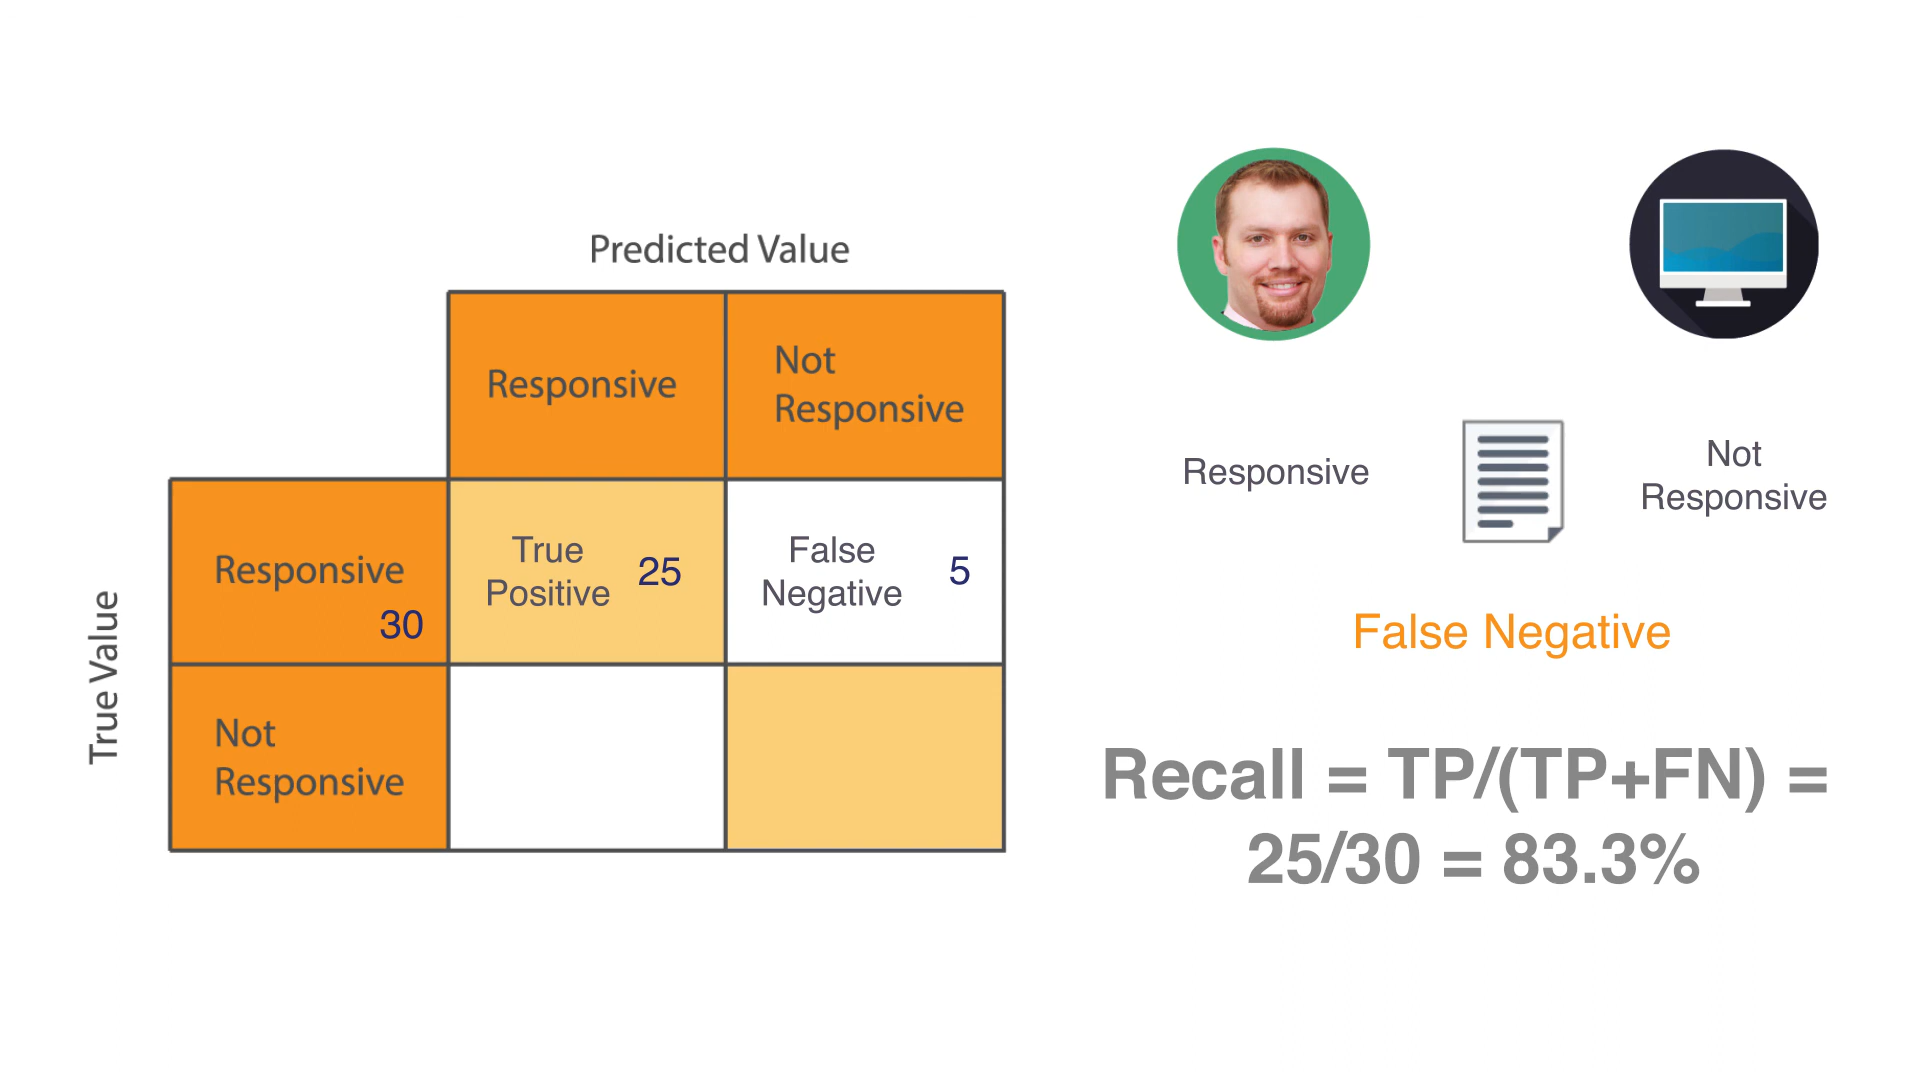 Predicted Value
Responsive
Not
Responsive
True Value
Responsive
30
True
Positive
25
False
Negative
5
Not
Responsive
Responsive
Not
Responsive
False Negative
Recall = TP/(TP+FN) =
25/30 = 83.3%